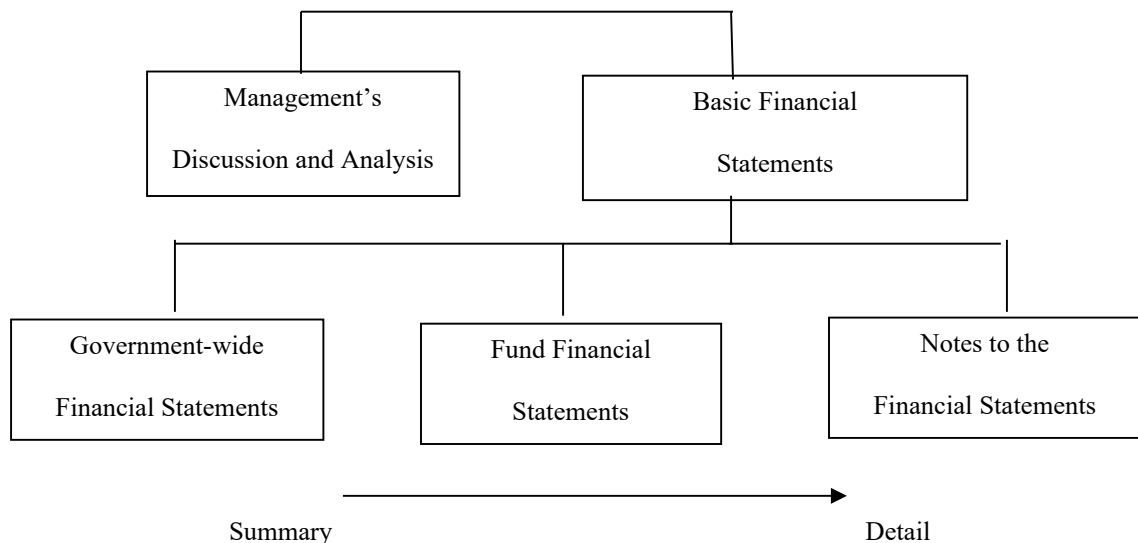 Management’s
Discussion and Analysis
Basic Financial
Statements
Government-wide
Financial Statements
Fund Financial
Statements
Notes to the
Financial Statements
Summary
Detail